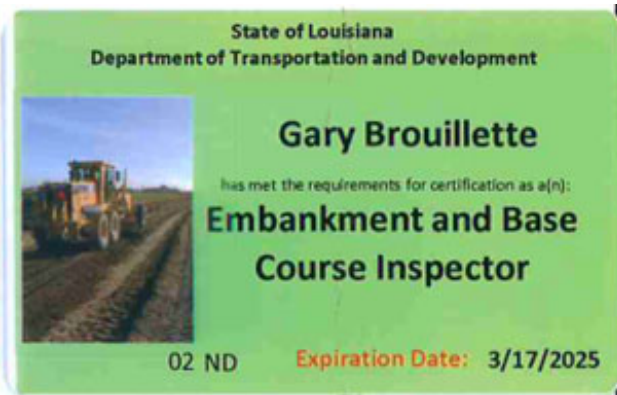 State of Louisiana
Department of Transportation and Development
Gary Brouillette
has met the requirements for certification as a(n):
Embankment and Base
Course Inspector
02 ND Expiration Date: 3/17/2025